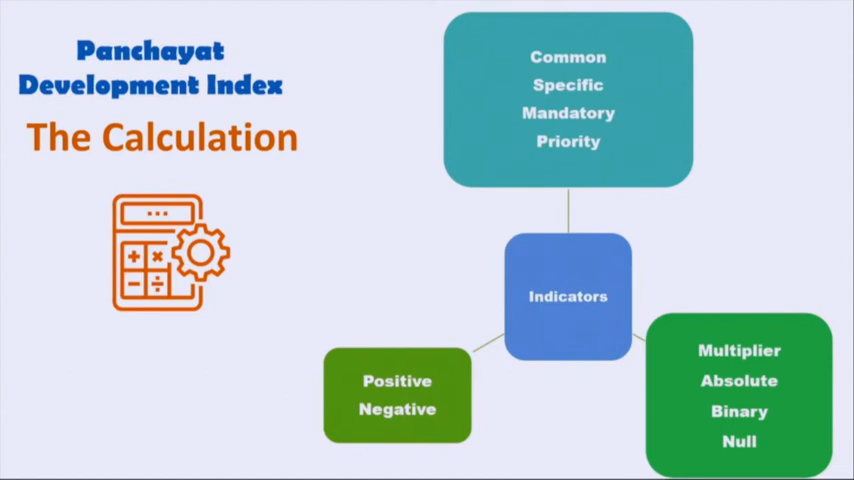 Panchayat
Development Index
The Calculation
Common
Specific
Mandatory
Priority
Indicators
Positive
Negative
Multiplier
Absolute
Binary
Null